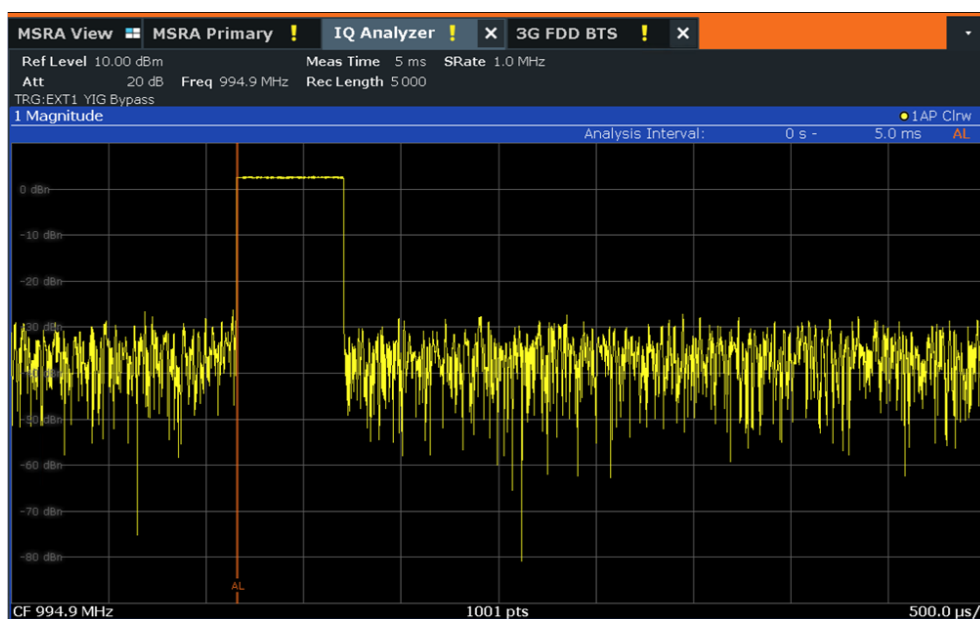 MSRA View MSRA Primary ! IQ Analyzer ! X 3G FDD BTS ! X
Ref Level 10.00 dBm Meas Time 5 ms SRate 1.0 MHz
Att 20 dB Freq 994.9 MHz Rec Length 5000
TRG:EXT1 YIG Bypass
1 Magnitude 1AP Clrw
Analysis Interval: 0 s - 5.0 ms AL
0 dBm
-10 dBm
-20 dBm
-60 dBm
-70 dBm
-80 dBm
AL
CF 994.9 MHz 1001 pts 500.0 µs/